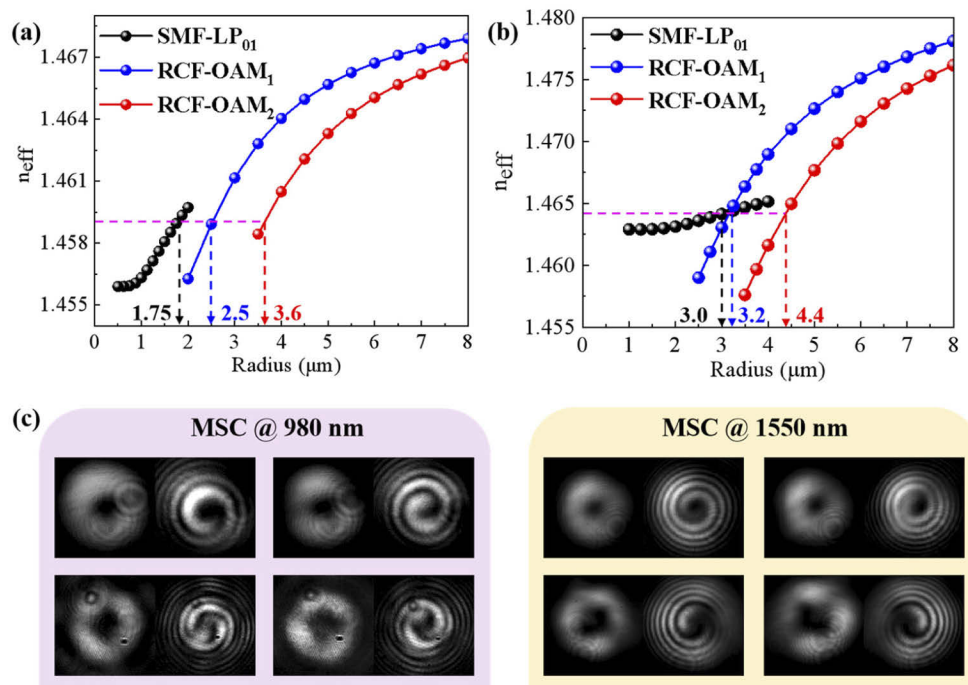 (a)
SMF-LP01
RCF-OAM1
RCF-OAM2
neff
1.467
1.464
1.461
1.458
1.455
1.75
2.5
3.6
0 1 2 3 4 5 6 7 8
Radius (μm)
(b)
SMF-LP01
RCF-OAM1
RCF-OAM2
neff
1.480
1.475
1.470
1.465
1.460
1.455
3.0
3.2
4.4
0 1 2 3 4 5 6 7 8
Radius (μm)
(c)
MSC @ 980 nm
MSC @ 1550 nm